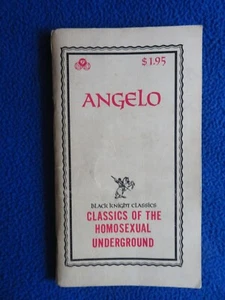 $1.95
ANGELO
BLACK KNIGHT CLASSICS
CLASSICS OF THE
HOMOSEXUAL
UNDERGROUND